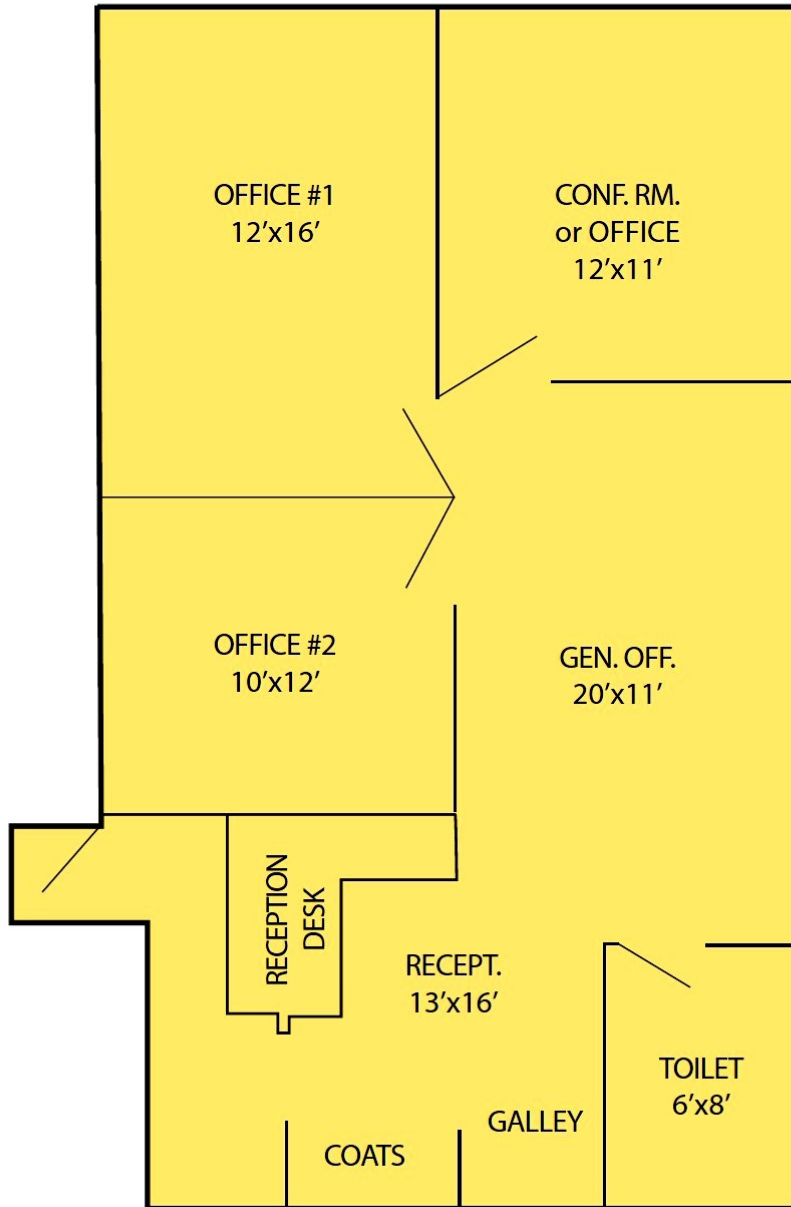 OFFICE #1
12’x16’
CONF. RM.
or OFFICE
12’x11’
OFFICE #2
10’x12’
GEN. OFF.
20’x11’
RECEPTION
DESK
RECEPT.
13’x16’
TOILET
6’x8’
GALLEY
COATS